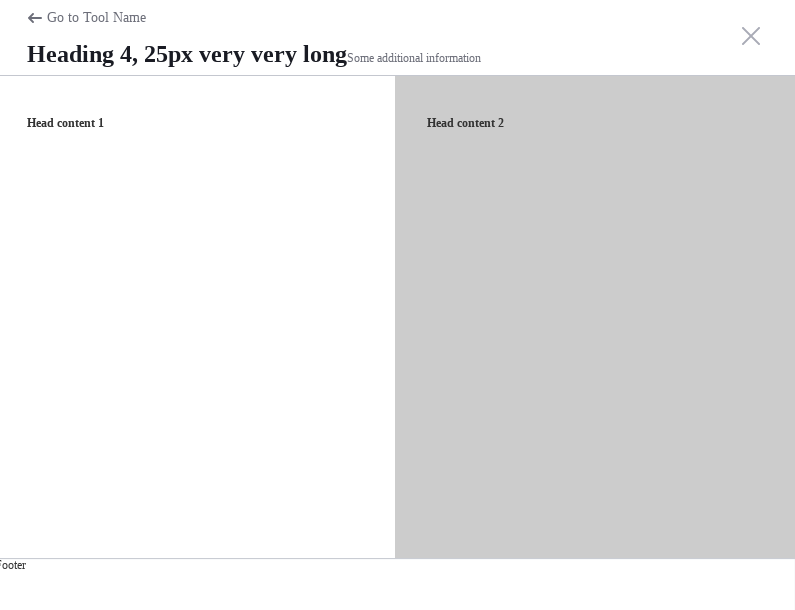 Go to Tool Name
Heading 4, 25px very very long Some additional information
Head content 1
Head content 2
Footer